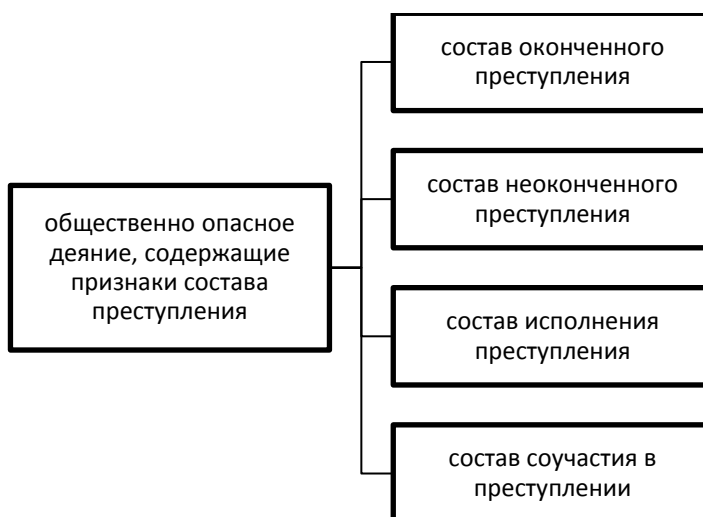 общественно опасное
деяние, содержащие
признаки состава
преступления
состав оконченного
преступления
состав неоконченного
преступления
состав исполнения
преступления
состав соучастия в
преступлении